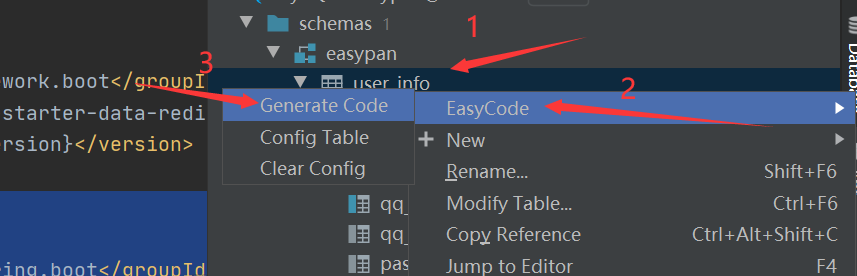 schemas 1
1
easypan
3
work.boot</groupI
user_info
starter-data-redi
Generate Code
EasyCode
2
ersion}</version>
Config Table
New
Clear Config
Rename... Shift+F6
qq_
Modify Table... Ctrl+F6
qq_
Copy Reference Ctrl+Alt+Shift+C
ing.boot</groupId
pas
Jump to Editor F4
Database